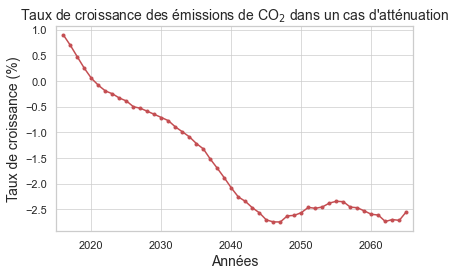 Taux de croissance des émissions de CO₂ dans un cas d'atténuation
1.0
0.5
0.0
−0.5
−1.0
−1.5
−2.0
−2.5
Taux de croissance (%)
2020 2030 2040 2050 2060
Années